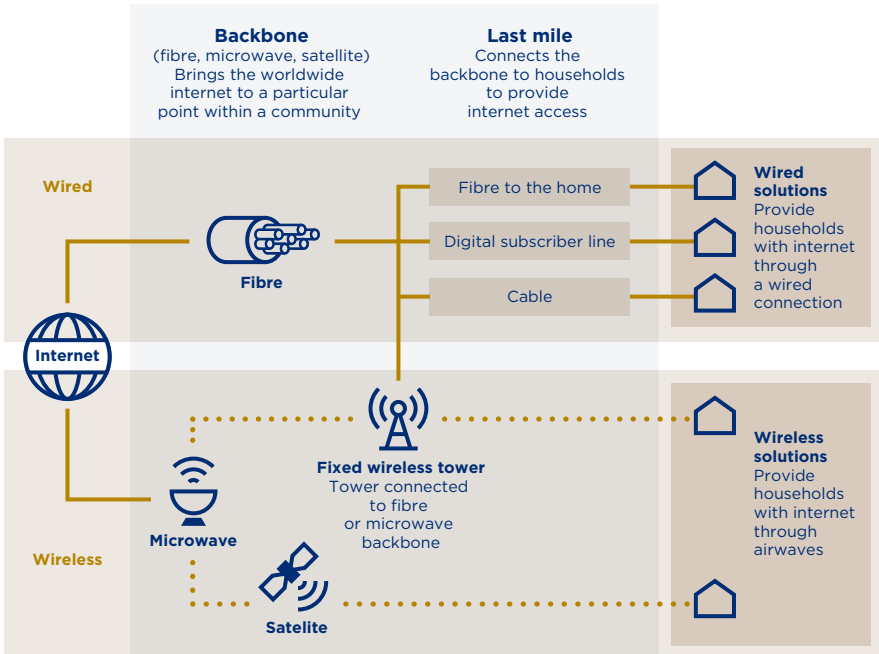 Backbone
(fibre, microwave, satellite)
Brings the worldwide
internet to a particular
point within a community
Last mile
Connects the
backbone to households
to provide
internet access
Wired
Fibre
Fibre to the home
Digital subscriber line
Cable
Wired
solutions
Provide
households
with internet
through
a wired
connection
Internet
Wireless
Microwave
Fixed wireless tower
Tower connected
to fibre
or microwave
backbone
Satelite
Wireless
solutions
Provide
households
with internet
through
airwaves